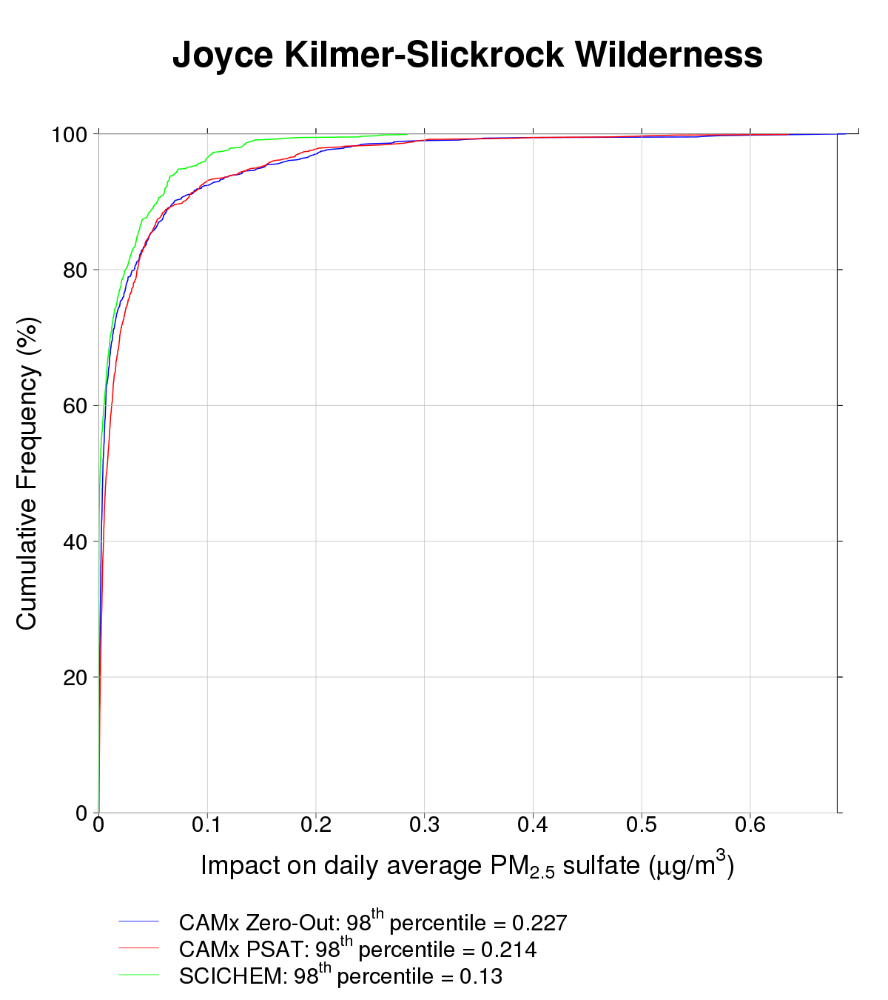 Joyce Kilmer-Slickrock Wilderness
100
80
60
40
20
0
Cumulative Frequency (%)
0 0.1 0.2 0.3 0.4 0.5 0.6
Impact on daily average PM2.5 sulfate (μg/m3)
CAMx Zero-Out: 98th percentile = 0.227
CAMx PSAT: 98th percentile = 0.214
SCICHEM: 98th percentile = 0.13